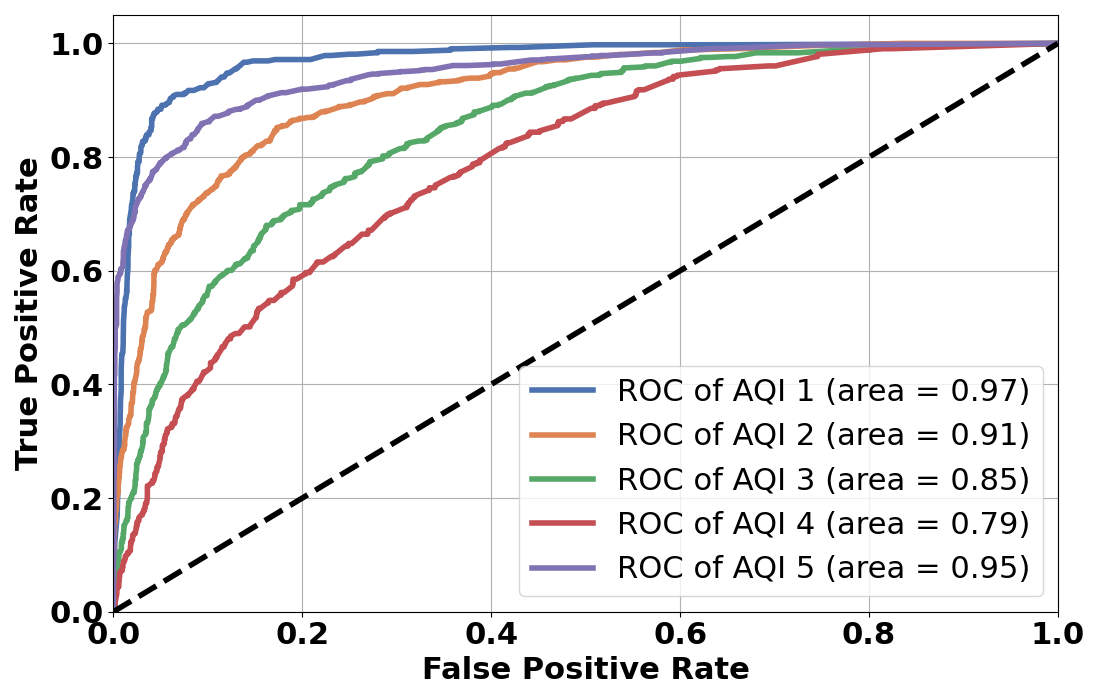 True Positive Rate
1.0
0.8
0.6
0.4
0.2
0.0
ROC of AQI 1 (area = 0.97)
ROC of AQI 2 (area = 0.91)
ROC of AQI 3 (area = 0.85)
ROC of AQI 4 (area = 0.79)
ROC of AQI 5 (area = 0.95)
0.0 0.2 0.4 0.6 0.8 1.0
False Positive Rate